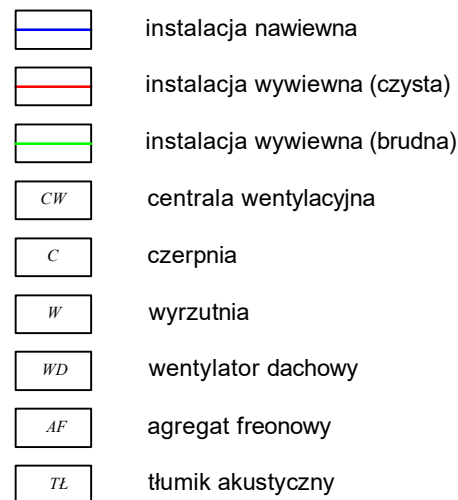 instalacja nawiewna
instalacja wywiewna (czysta)
instalacja wywiewna (brudna)
CW centrala wentylacyjna
C czerpnia
W wyrzutnia
WD wentylator dachowy
AF agregat freonowy
TŁ tłumik akustyczny